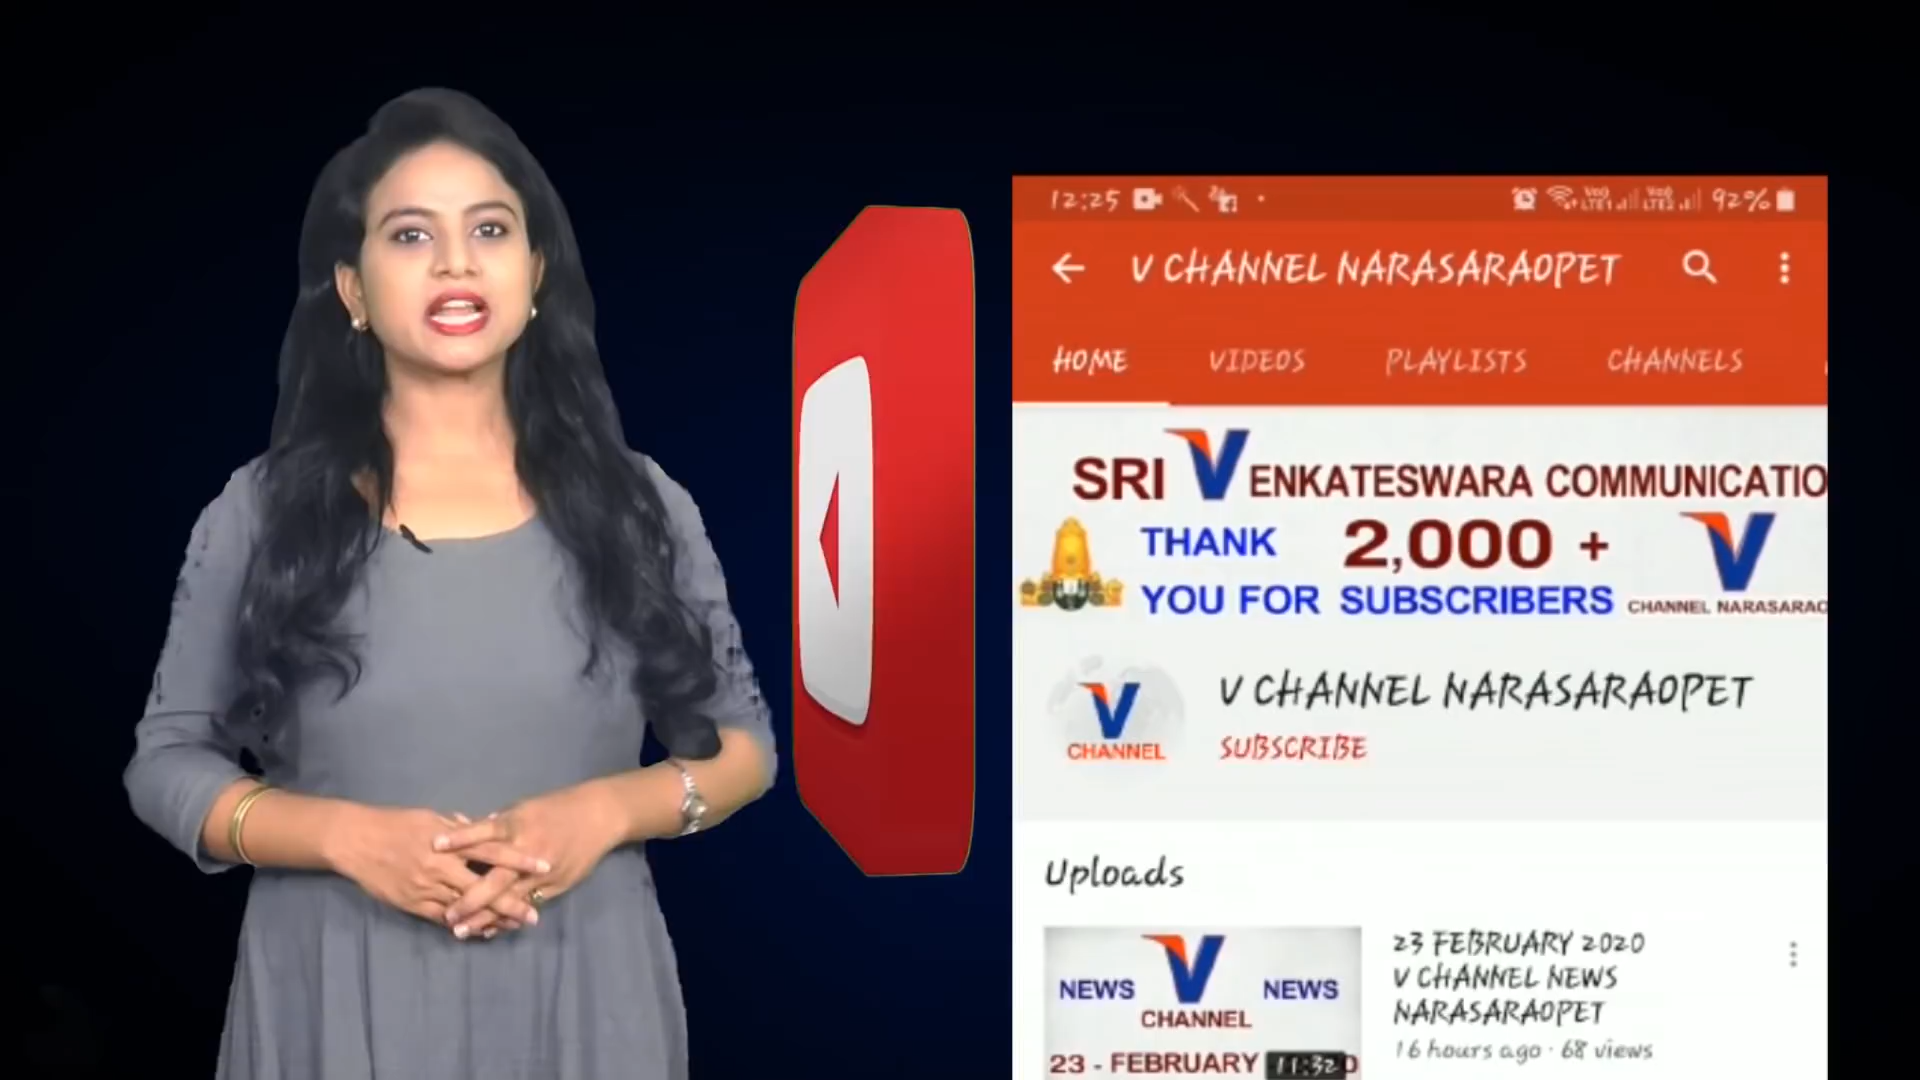 12:25
92%
V CHANNEL NARASARAOPET
HOME VIDEOS PLAYLISTS CHANNELS
SRI VENKATESWARA COMMUNICATIO
THANK 2,000 +
YOU FOR SUBSCRIBERS
CHANNEL NARASARAO
V CHANNEL NARASARAOPET
SUBSCRIBE
V
CHANNEL
Uploads
NEWS V NEWS
CHANNEL
23 - FEBRUARY
11:32
23 FEBRUARY 2020
V CHANNEL NEWS
NARASARAOPET
16 hours ago · 68 views